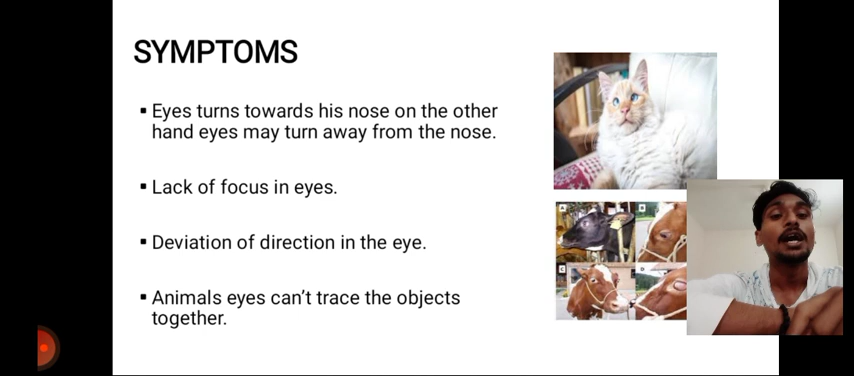 SYMPTOMS
▪ Eyes turns towards his nose on the other
hand eyes may turn away from the nose.
▪ Lack of focus in eyes.
▪ Deviation of direction in the eye.
▪ Animals eyes can’t trace the objects
together.
A
B
C
D